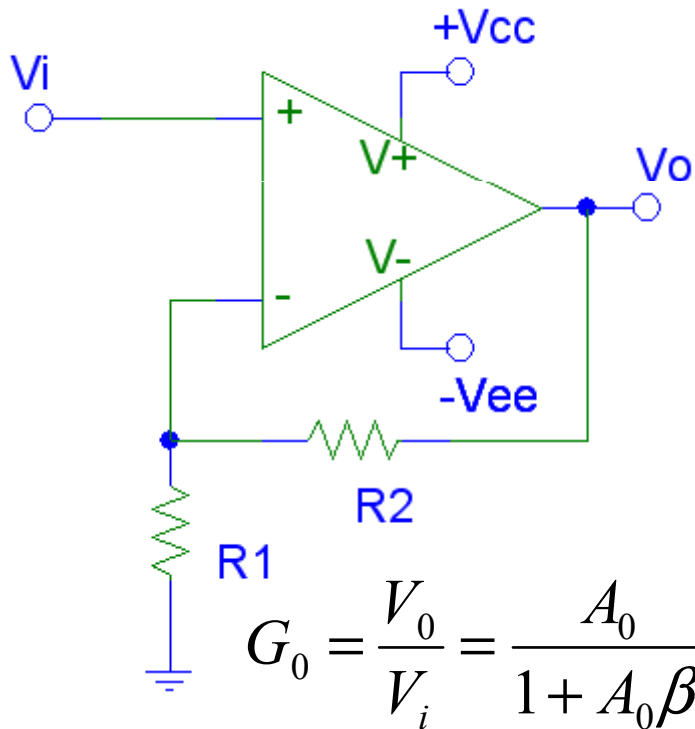 +Vcc
Vi
+
V+
Vo
V-
-
-Vee
R2
R1
G₀ = V₀ / Vᵢ = A₀ / (1 + A₀β)